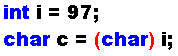 int i = 97;
char c = (char) i;